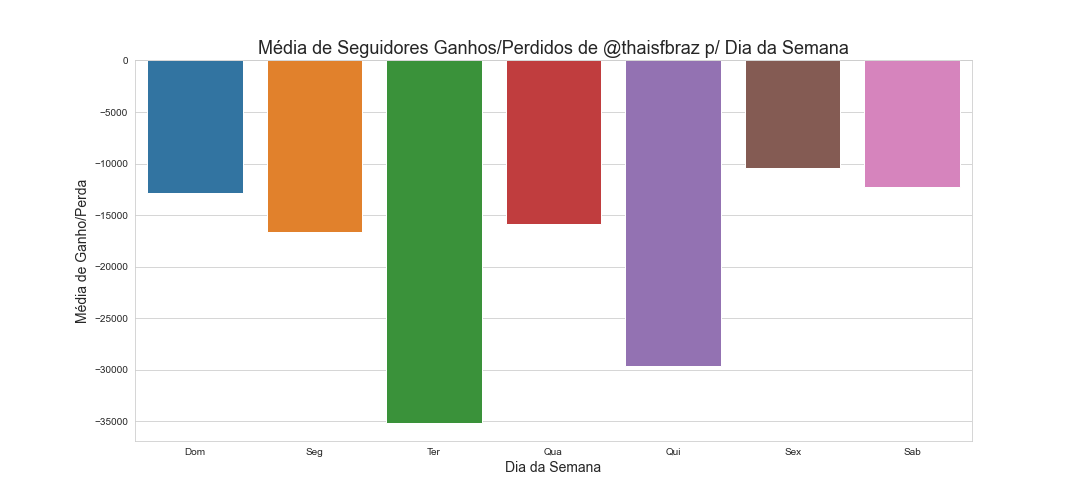 Média de Seguidores Ganhos/Perdidos de @thaisfbraz p/ Dia da Semana
Média de Ganho/Perda
0
−5000
−10000
−15000
−20000
−25000
−30000
−35000
Dom Seg Ter Qua Qui Sex Sab
Dia da Semana